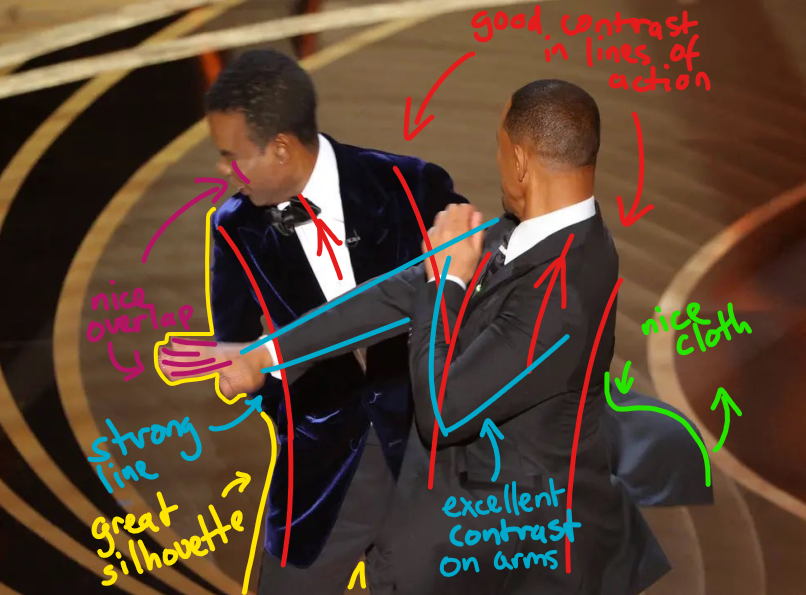 good contrast
in lines of
action
nice
overlap
nice
cloth
strong
line
great
silhouette
excellent
contrast
on arms